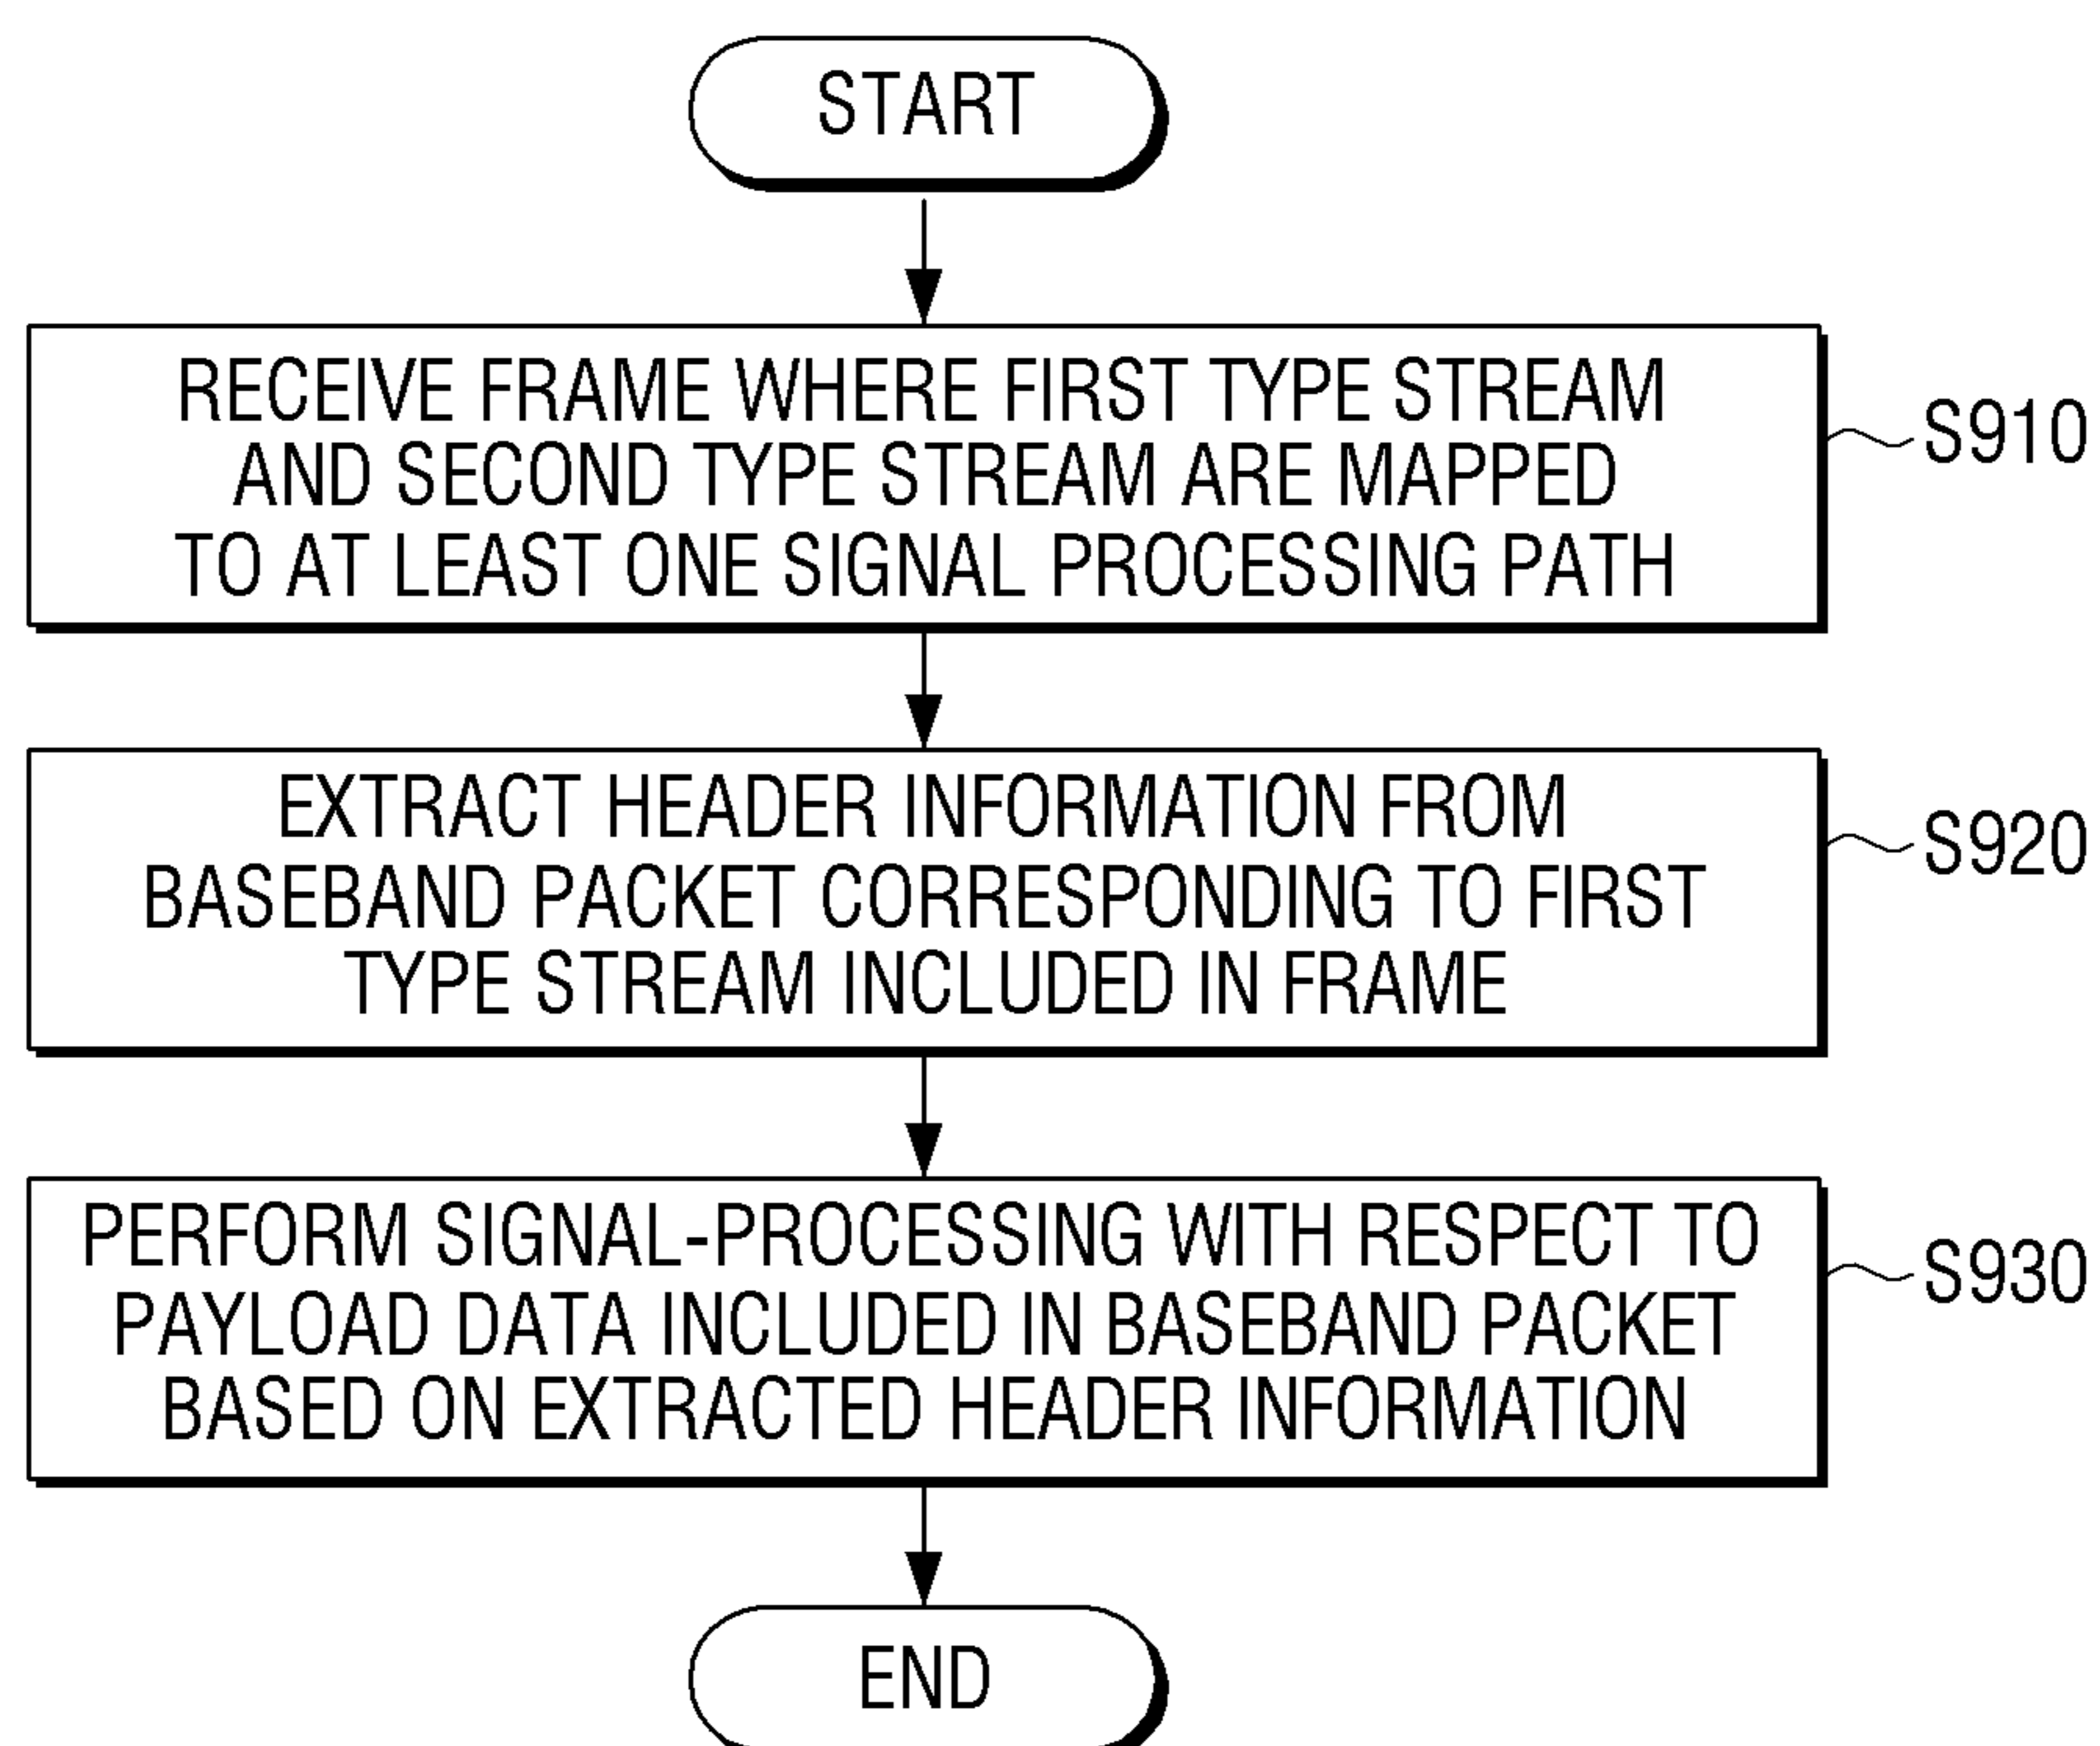 START
RECEIVE FRAME WHERE FIRST TYPE STREAM
AND SECOND TYPE STREAM ARE MAPPED
TO AT LEAST ONE SIGNAL PROCESSING PATH
S910
EXTRACT HEADER INFORMATION FROM
BASEBAND PACKET CORRESPONDING TO FIRST
TYPE STREAM INCLUDED IN FRAME
S920
PERFORM SIGNAL-PROCESSING WITH RESPECT TO
PAYLOAD DATA INCLUDED IN BASEBAND PACKET
BASED ON EXTRACTED HEADER INFORMATION
S930
END